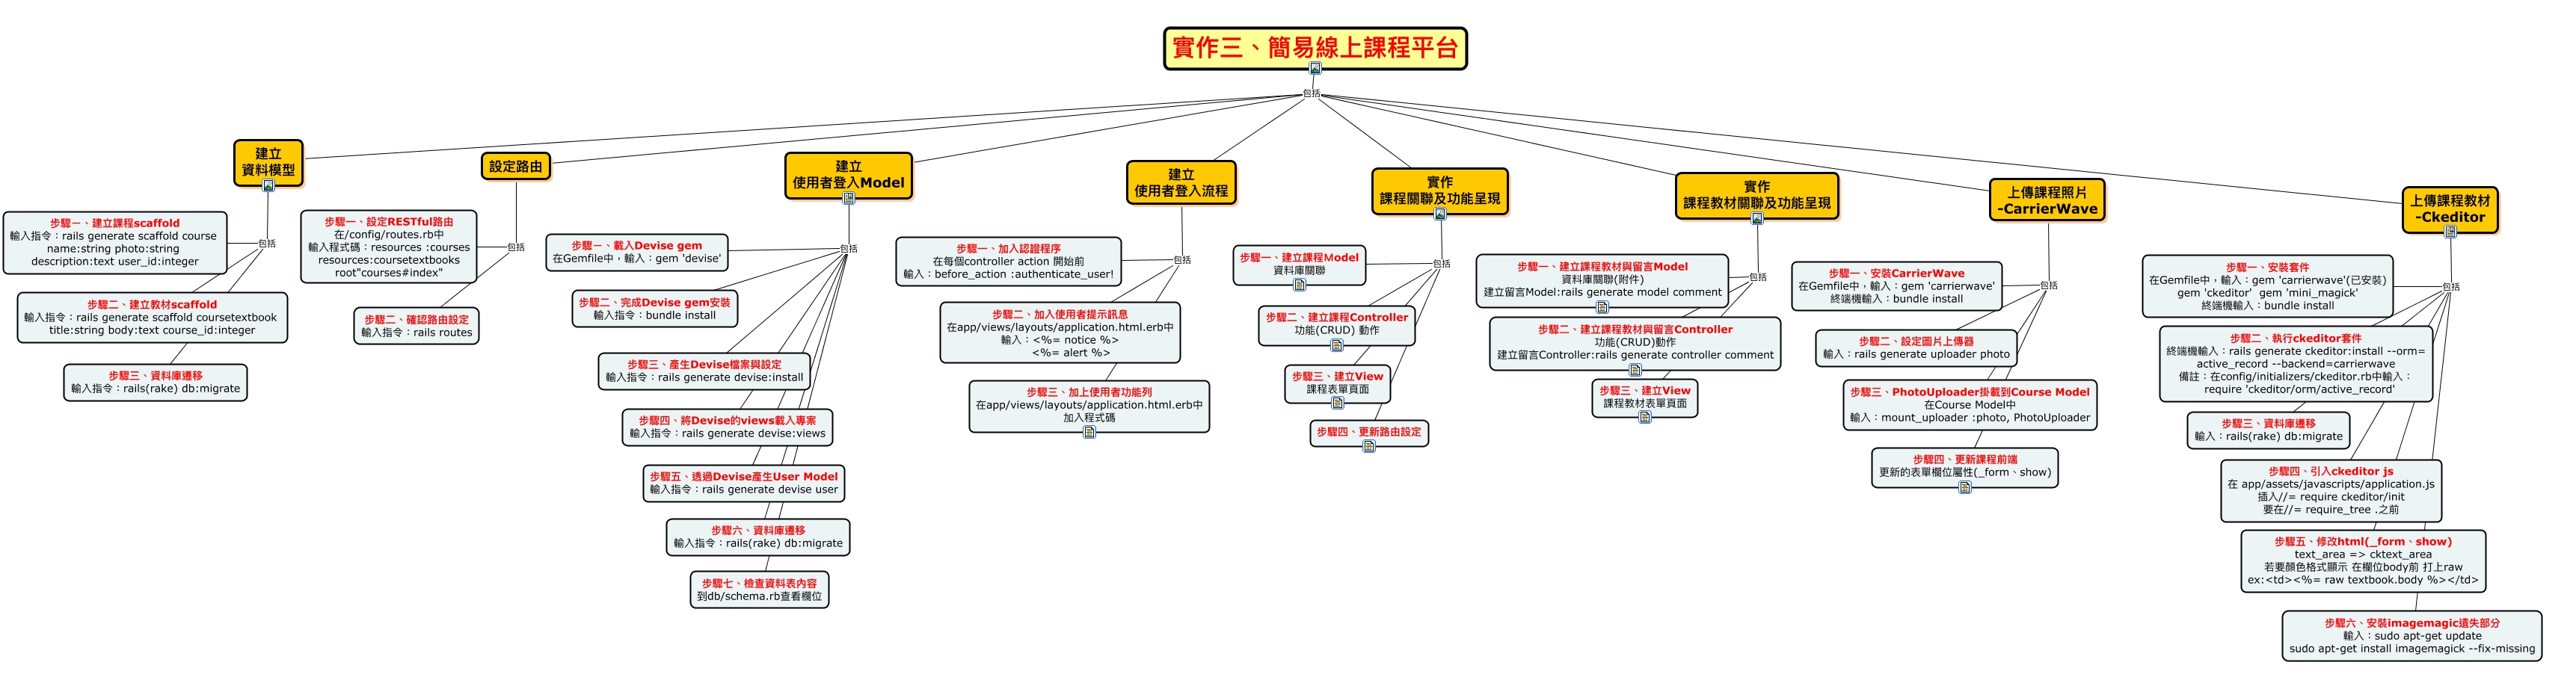 實作三、簡易線上課程平台
包括
建立
資料模型
包括
步驟一、建立課程scaffold
輸入指令：rails generate scaffold course
name:string photo:string
description:text user_id:integer
步驟二、建立教材scaffold
輸入指令：rails generate scaffold coursetextbook
title:string body:text course_id:integer
步驟三、資料庫遷移
輸入指令：rails(rake) db:migrate
設定路由
包括
步驟一、設定RESTful路由
在/config/routes.rb中
輸入程式碼：resources :courses
resources:coursetextbooks
root"courses#index"
步驟二、確認路由設定
輸入指令：rails routes
建立
使用者登入Model
包括
步驟一、載入Devise gem
在Gemfile中，輸入：gem 'devise'
步驟二、完成Devise gem安裝
輸入指令：bundle install
步驟三、產生Devise檔案與設定
輸入指令：rails generate devise:install
步驟四、將Devise的views載入專案
輸入指令：rails generate devise:views
步驟五、透過Devise產生User Model
輸入指令：rails generate devise user
步驟六、資料庫遷移
輸入指令：rails(rake) db:migrate
步驟七、檢查資料表內容
到db/schema.rb查看欄位
建立
使用者登入流程
包括
步驟一、加入認證程序
在每個controller action 開始前
輸入：before_action :authenticate_user!
步驟二、加入使用者提示訊息
在app/views/layouts/application.html.erb中
輸入：<%= notice %>
<%= alert %>
步驟三、加上使用者功能列
在app/views/layouts/application.html.erb中
加入程式碼
實作
課程關聯及功能呈現
包括
步驟一、建立課程Model
資料庫關聯
步驟二、建立課程Controller
功能(CRUD) 動作
步驟三、建立View
課程表單頁面
步驟四、更新路由設定
實作
課程教材關聯及功能呈現
包括
步驟一、建立課程教材與留言Model
資料庫關聯(附件)
建立留言Model:rails generate model comment
步驟二、建立課程教材與留言Controller
功能(CRUD)動作
建立留言Controller:rails generate controller comment
步驟三、建立View
課程教材表單頁面
上傳課程照片
-CarrierWave
包括
步驟一、安裝CarrierWave
在Gemfile中，輸入：gem 'carrierwave'
終端機輸入：bundle install
步驟二、設定圖片上傳器
輸入：rails generate uploader photo
步驟三、PhotoUploader掛載到Course Model
在Course Model中
輸入：mount_uploader :photo, PhotoUploader
步驟四、更新課程前端
更新的表單欄位屬性(_form、show)
上傳課程教材
-Ckeditor
包括
步驟一、安裝套件
在Gemfile中，輸入：gem 'carrierwave'(已安裝)
gem 'ckeditor'  gem 'mini_magick'
終端機輸入：bundle install
步驟二、執行ckeditor套件
終端機輸入：rails generate ckeditor:install --orm=
active_record --backend=carrierwave
備註：在config/initializers/ckeditor.rb中輸入：
require 'ckeditor/orm/active_record'
步驟三、資料庫遷移
輸入：rails(rake) db:migrate
步驟四、引入ckeditor js
在 app/assets/javascripts/application.js
插入//= require ckeditor/init
要在//= require_tree .之前
步驟五、修改html(_form、show)
text_area => cktext_area
若要顏色格式顯示 在欄位body前 打上raw
ex:<td><%= raw textbook.body %></td>
步驟六、安裝imagemagic遺失部分
輸入：sudo apt-get update
sudo apt-get install imagemagick --fix-missing